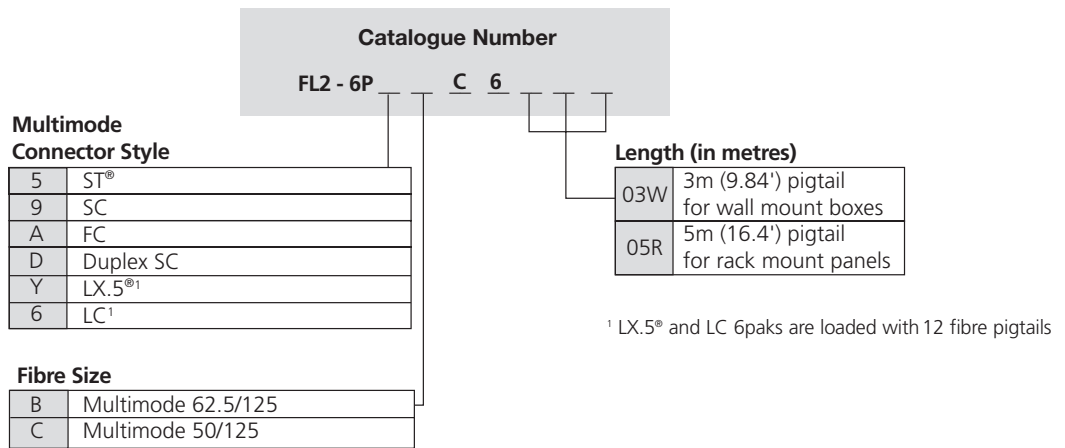 Catalogue Number
FL2 - 6P _ _ C 6 _ _ _
Multimode
Connector Style
5 ST®
9 SC
A FC
D Duplex SC
Y LX.5®1
6 LC1
Length (in metres)
03W 3m (9.84') pigtail
for wall mount boxes
05R 5m (16.4') pigtail
for rack mount panels
1 LX.5® and LC 6paks are loaded with 12 fibre pigtails
Fibre Size
B Multimode 62.5/125
C Multimode 50/125